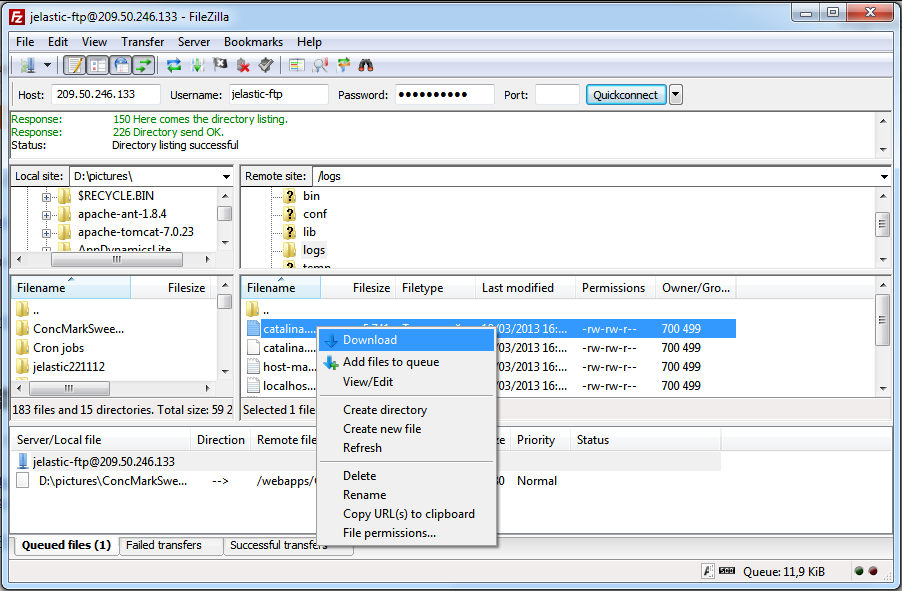 jelastic-ftp@209.50.246.133 - FileZilla
File Edit View Transfer Server Bookmarks Help
Host: 209.50.246.133 Username: jelastic-ftp Password: ●●●●●●●●●● Port: Quickconnect
Response: 150 Here comes the directory listing.
Response: 226 Directory send OK.
Status: Directory listing successful
Local site: D:\pictures\
$RECYCLE.BIN
apache-ant-1.8.4
apache-tomcat-7.0.23
AppDynamicsLite
Remote site: /logs
bin
conf
lib
logs
temp
Filename Filesize
..
ConcMarkSwee...
Cron jobs
jelastic221112
183 files and 15 directories. Total size: 59 2
Filename Filesize Filetype Last modified Permissions Owner/Gro...
..
catalina.... /03/2013 16:... -rw-rw-r-- 700 499
catalina.... /03/2013 16:... -rw-rw-r-- 700 499
host-ma... /03/2013 16:... -rw-rw-r-- 700 499
localhos... /03/2013 16:... -rw-rw-r-- 700 499
Selected 1 file
Download
Add files to queue
View/Edit
Create directory
Create new file
Refresh
Delete
Rename
Copy URL(s) to clipboard
File permissions...
Server/Local file Direction Remote file Priority Status
jelastic-ftp@209.50.246.133
D:\pictures\ConcMarkSwee... --> /webapps/ Normal
Queued files (1) Failed transfers Successful transfers
Queue: 11,9 KiB